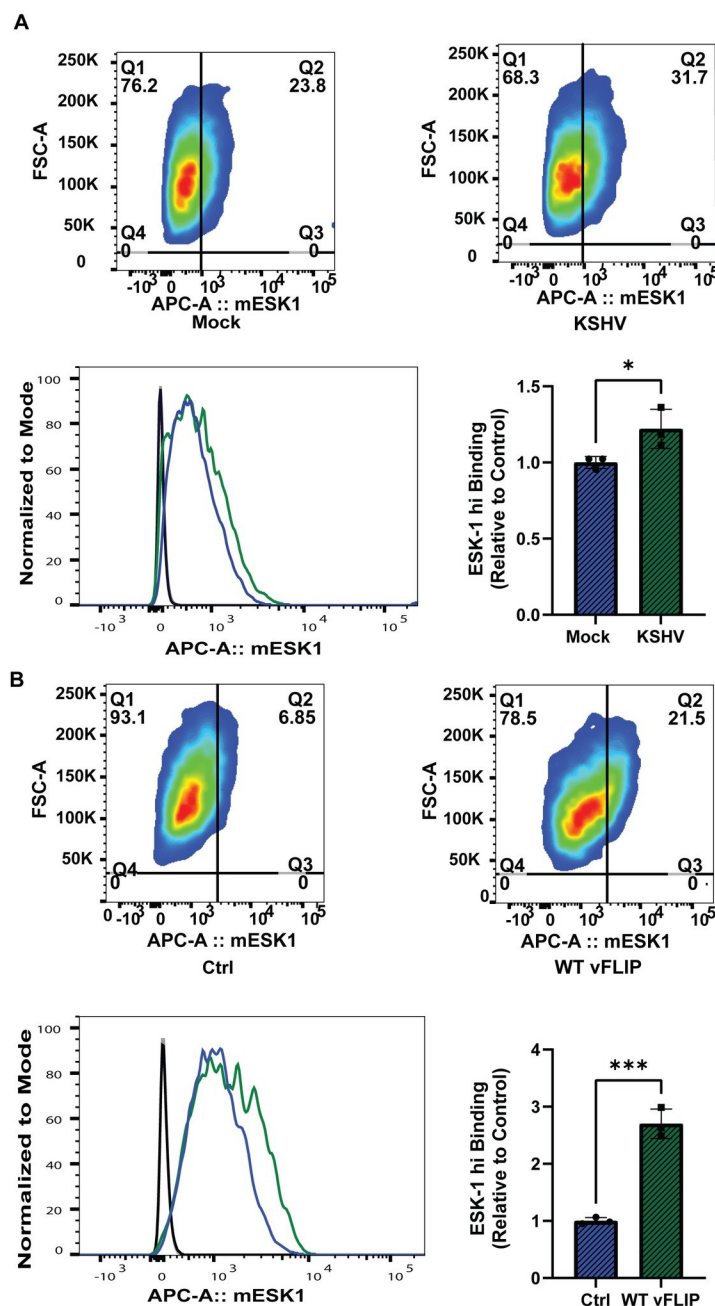 A
250K
200K
150K
100K
50K
0
FSC-A
Q1
76.2
Q2
23.8
Q4
0
Q3
0
-10³ 0 10³ 10⁴ 10⁵
APC-A :: mESK1
Mock
250K
200K
150K
100K
50K
0
FSC-A
Q1
68.3
Q2
31.7
Q4
0
Q3
0
-10³ 0 10³ 10⁴ 10⁵
APC-A :: mESK1
KSHV
Normalized to Mode
100
80
60
40
20
0
-10³ 0 10³ 10⁴ 10⁵
APC-A:: mESK1
ESK-1 hi Binding
(Relative to Control)
1.5
1.0
0.5
0.0
*
Mock KSHV
B
250K
200K
150K
100K
50K
0
FSC-A
Q1
93.1
Q2
6.85
Q4
0
Q3
0
0 -10³ 0 10³ 10⁴ 10⁵
APC-A :: mESK1
Ctrl
250K
200K
150K
100K
50K
0
FSC-A
Q1
78.5
Q2
21.5
Q4
0
Q3
0
-10³ 0 10³ 10⁴ 10⁵
APC-A :: mESK1
WT vFLIP
Normalized to Mode
100
80
60
40
20
0
-10³ 0 10³ 10⁴ 10⁵
APC-A :: mESK1
ESK-1 hi Binding
(Relative to Control)
4
3
2
1
0
***
Ctrl WT vFLIP